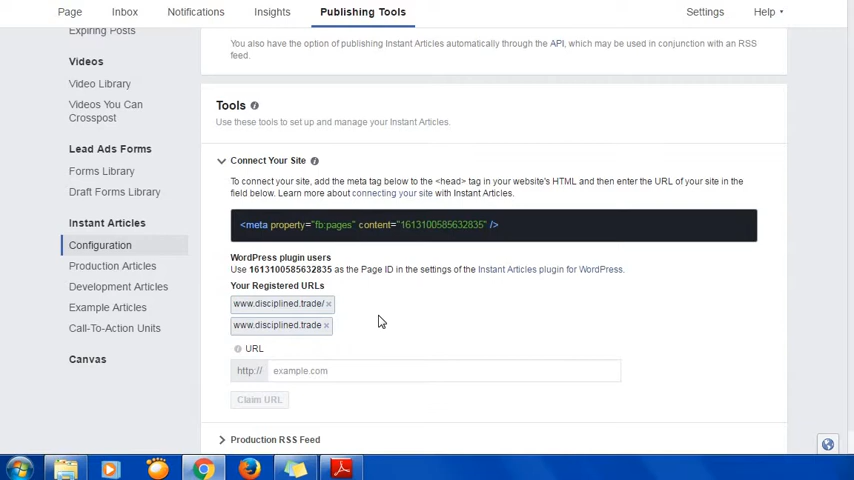 Page Inbox Notifications Insights Publishing Tools Settings Help
Expiring Posts
Videos
Video Library
Videos You Can
Crosspost
Lead Ads Forms
Forms Library
Draft Forms Library
Instant Articles
Configuration
Production Articles
Development Articles
Example Articles
Call-To-Action Units
Canvas
You also have the option of publishing Instant Articles automatically through the API, which may be used in conjunction with an RSS
feed.
Tools
Use these tools to set up and manage your Instant Articles.
Connect Your Site
To connect your site, add the meta tag below to the <head> tag in your website's HTML and then enter the URL of your site in the
field below. Learn more about connecting your site with Instant Articles.
<meta property="fb:pages" content="1613100585632835" />
WordPress plugin users
Use 1613100585632835 as the Page ID in the settings of the Instant Articles plugin for WordPress.
Your Registered URLs
www.disciplined.trade/ ×
www.disciplined.trade ×
URL
http:// example.com
Claim URL
Production RSS Feed